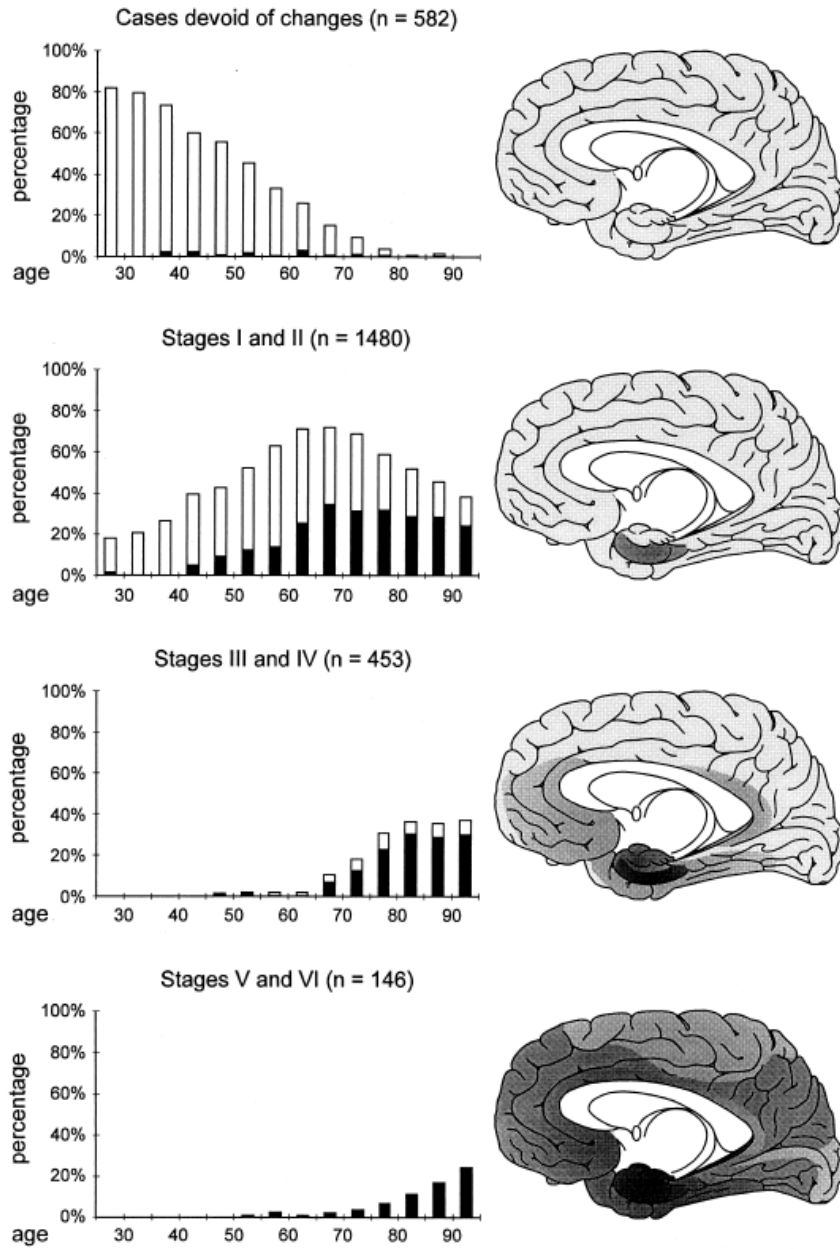 Cases devoid of changes (n = 582)
100%
80%
60%
40%
20%
0%
percentage
age 30 40 50 60 70 80 90
Stages I and II (n = 1480)
100%
80%
60%
40%
20%
0%
percentage
age 30 40 50 60 70 80 90
Stages III and IV (n = 453)
100%
80%
60%
40%
20%
0%
percentage
age 30 40 50 60 70 80 90
Stages V and VI (n = 146)
100%
80%
60%
40%
20%
0%
percentage
age 30 40 50 60 70 80 90